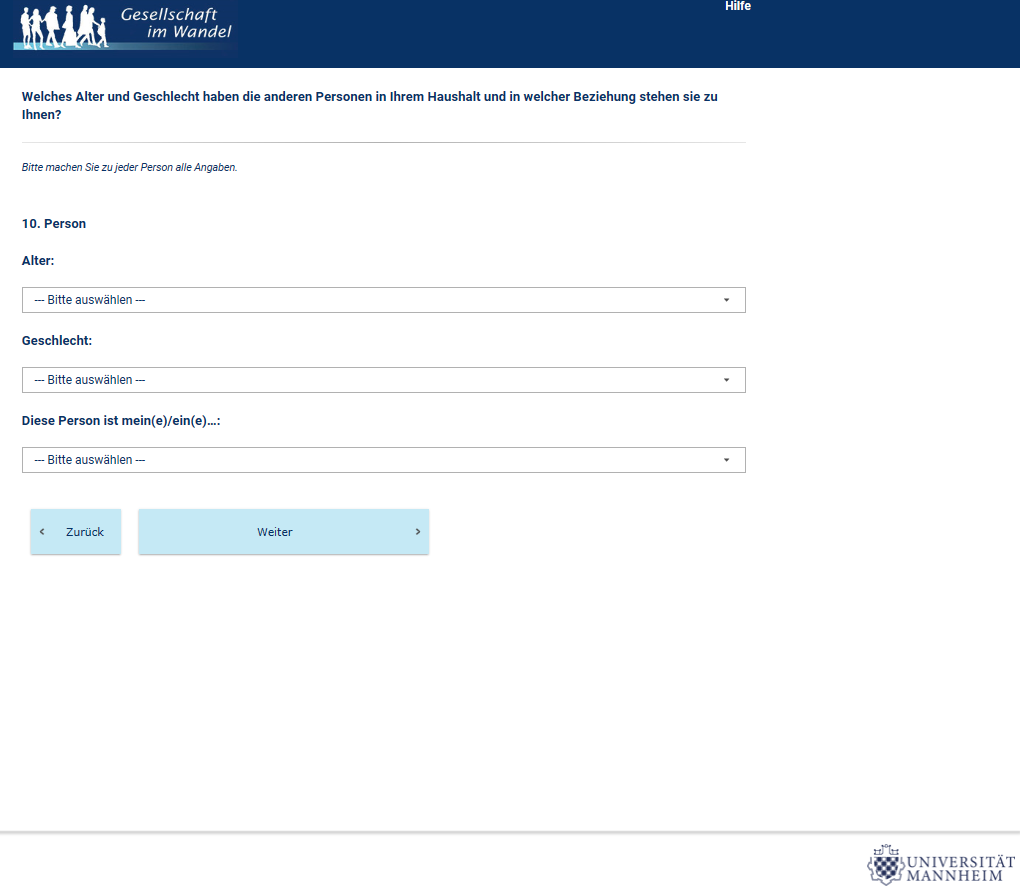 Gesellschaft
im Wandel
Hilfe
Welches Alter und Geschlecht haben die anderen Personen in Ihrem Haushalt und in welcher Beziehung stehen sie zu
Ihnen?
Bitte machen Sie zu jeder Person alle Angaben.
10. Person
Alter:
--- Bitte auswählen ---
Geschlecht:
--- Bitte auswählen ---
Diese Person ist mein(e)/ein(e)...:
--- Bitte auswählen ---
Zurück
Weiter
UNIVERSITÄT
MANNHEIM